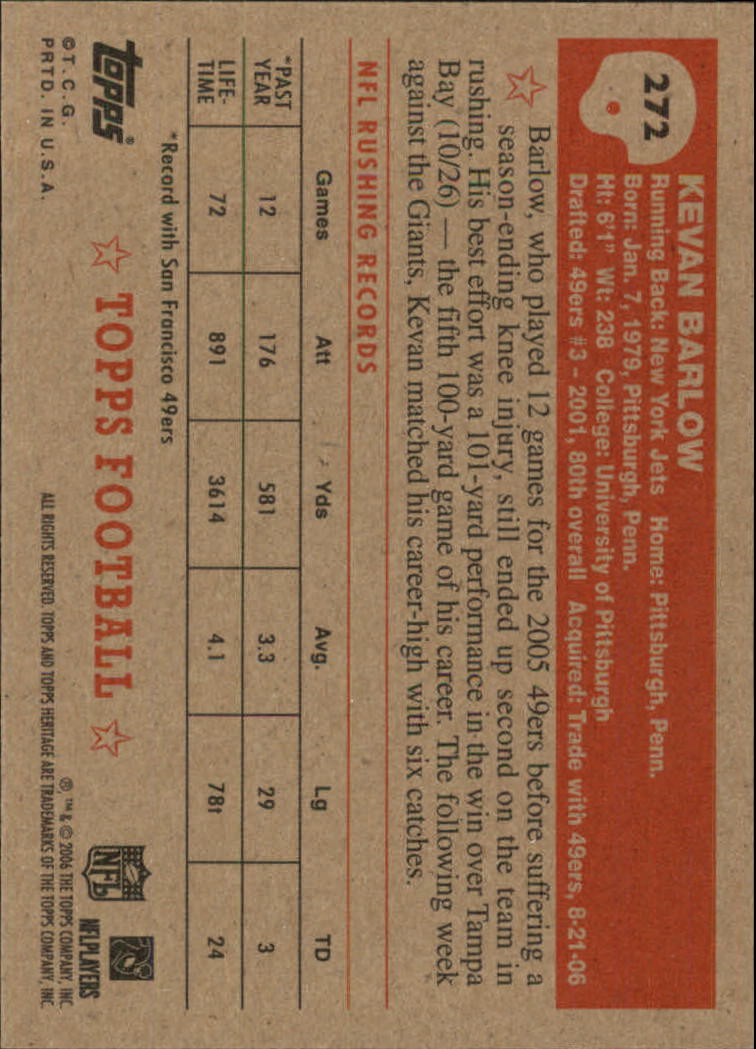 272
KEVAN BARLOW
Running Back: New York Jets Home: Pittsburgh, Penn.
Born: Jan. 7, 1979, Pittsburgh, Penn.
Ht: 6'1" Wt: 238 College: University of Pittsburgh
Drafted: 49ers #3 – 2001, 80th overall Acquired: Trade with 49ers, 8-21-06
Barlow, who played 12 games for the 2005 49ers before suffering a
season-ending knee injury, still ended up second on the team in
rushing. His best effort was a 101-yard performance in the win over Tampa
Bay (10/26) — the fifth 100-yard game of his career. The following week
against the Giants, Kevan matched his career-high with six catches.
NFL RUSHING RECORDS
Games Att Yds Avg. Lg TD
*PAST YEAR 12 176 581 3.3 29 3
LIFE-TIME 72 891 3614 4.1 78t 24
*Record with San Francisco 49ers
topps®
TOPPS FOOTBALL
NFL
NFLPLAYERS
©T.C.G.
PRTD. IN U.S.A.
®, ™ & © 2006 THE TOPPS COMPANY, INC.
ALL RIGHTS RESERVED. TOPPS AND TOPPS HERITAGE ARE TRADEMARKS OF THE TOPPS COMPANY, INC.